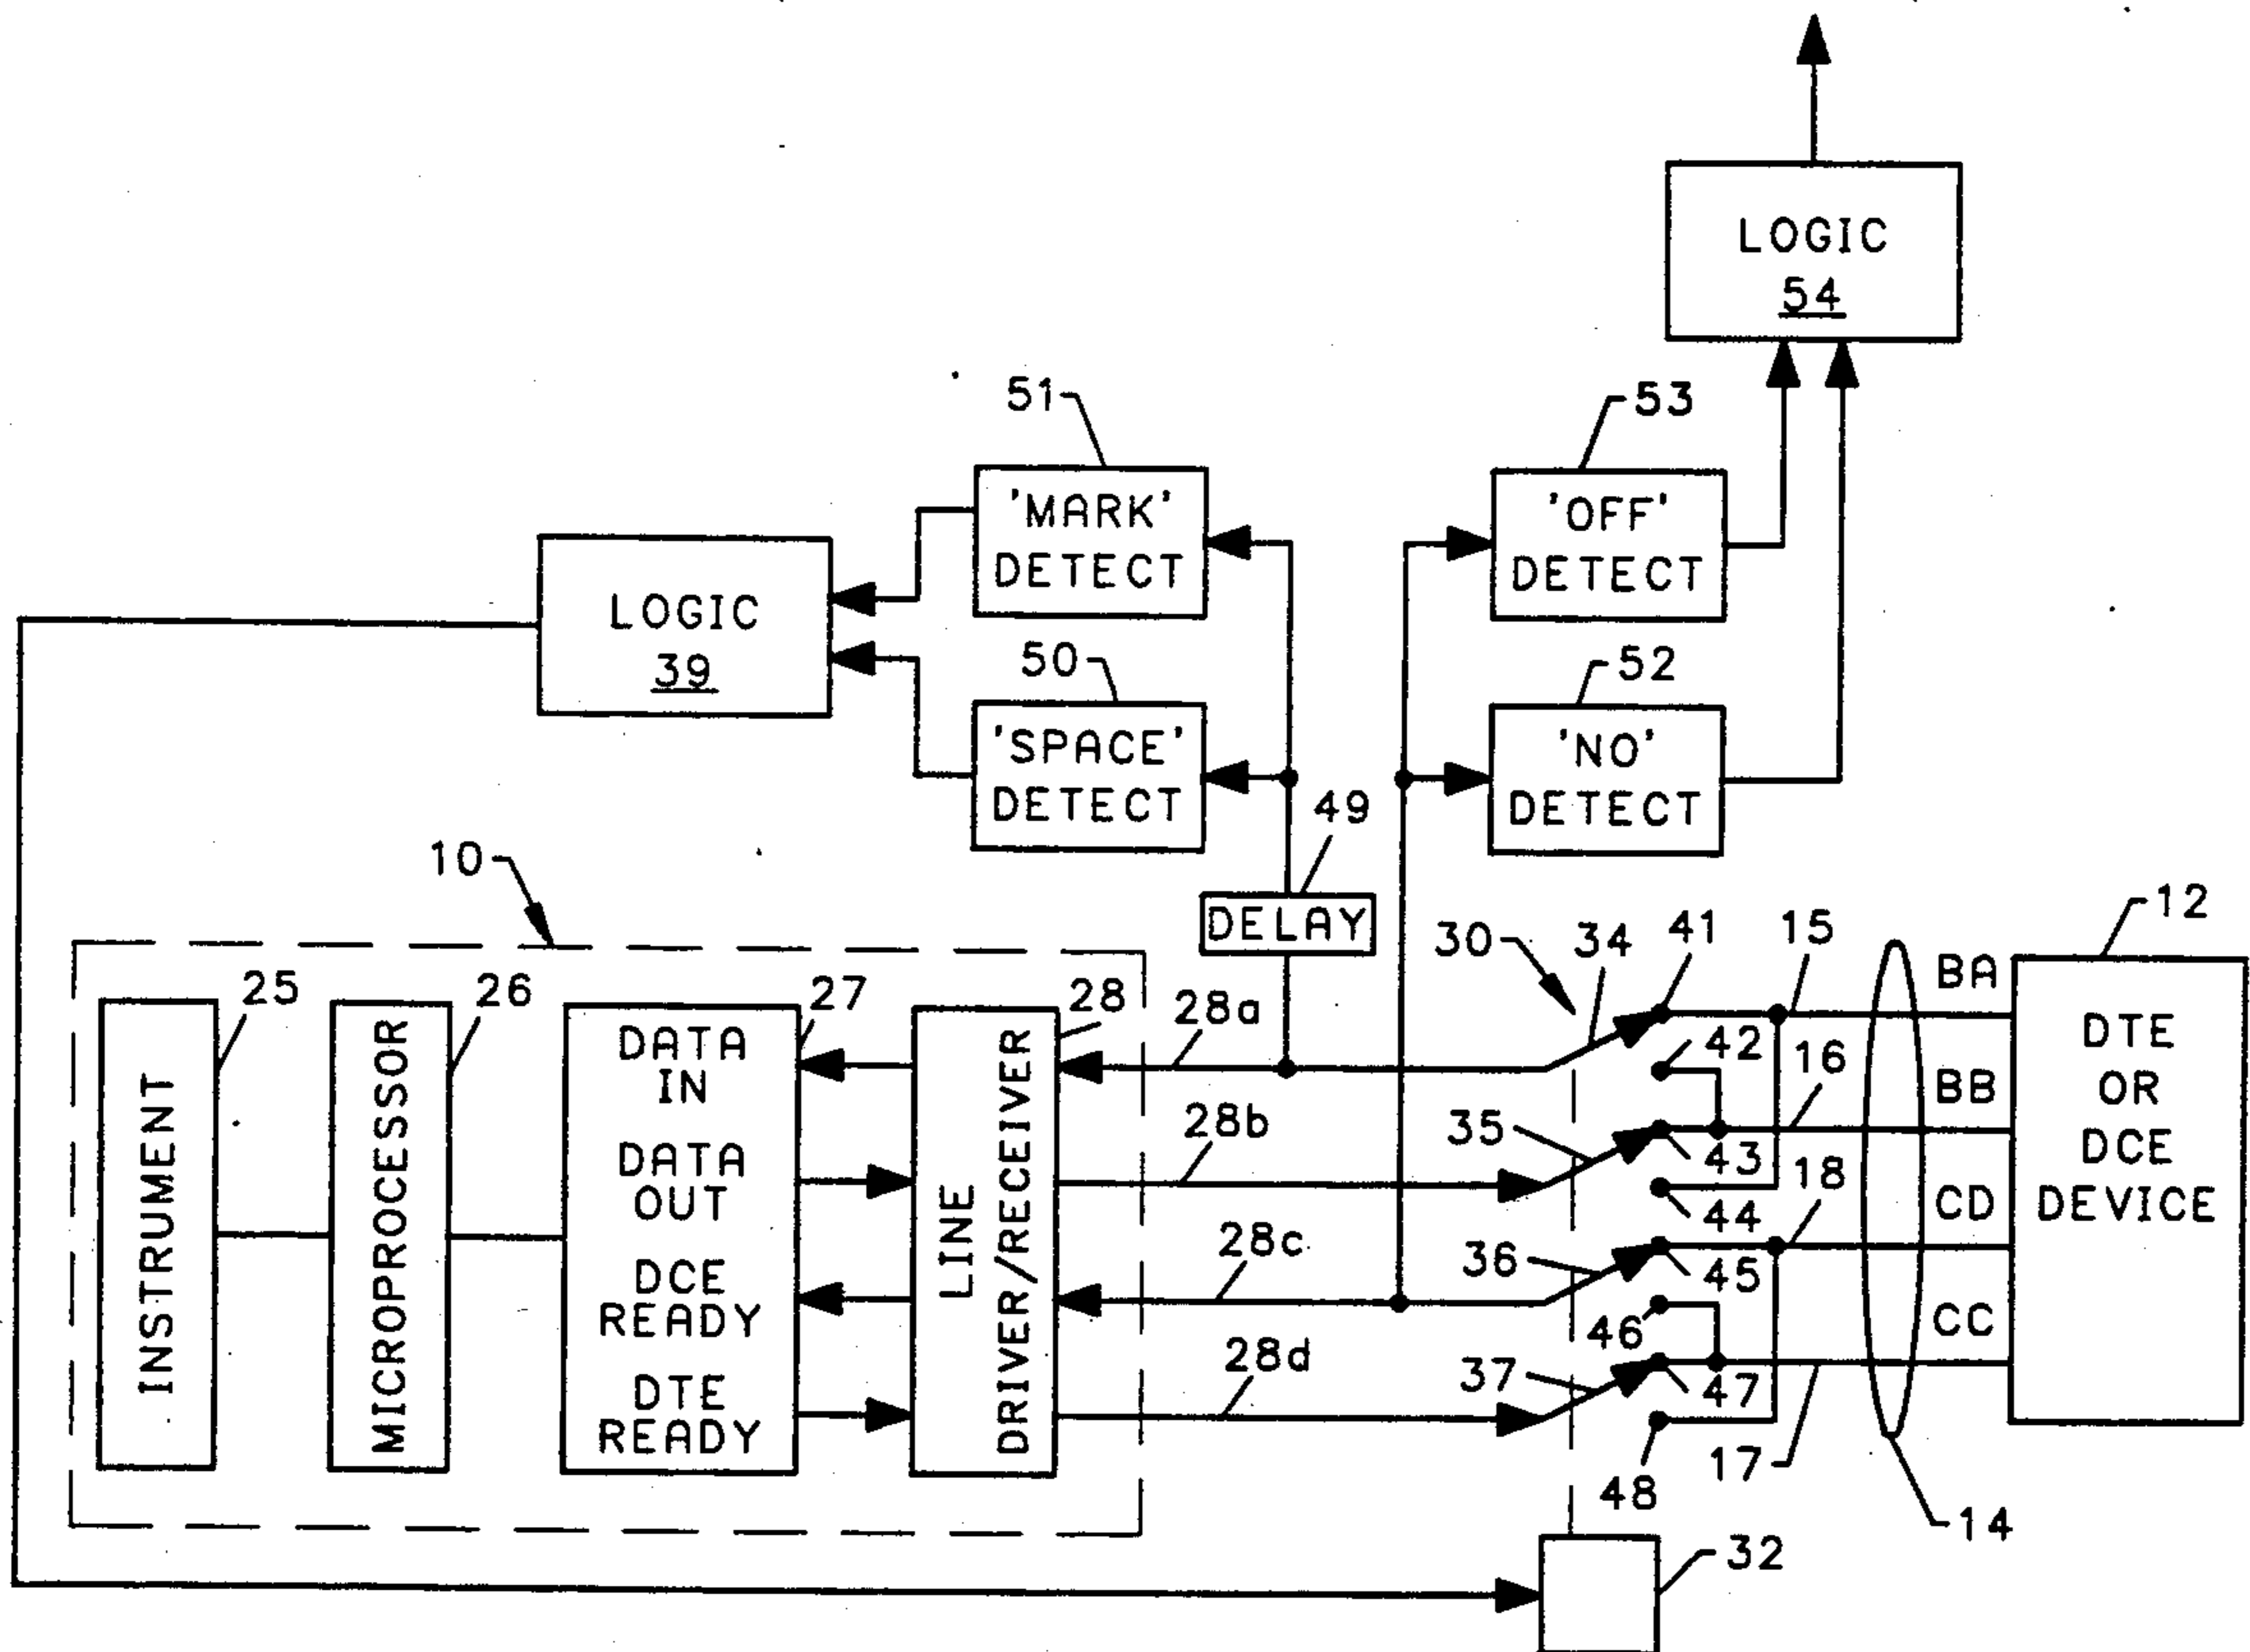 LOGIC
54
51
53
'MARK'
DETECT
'OFF'
DETECT
LOGIC
39
50
52
'SPACE'
DETECT
'NO'
DETECT
49
10
DELAY
12
30
34
41
15
25
26
27
28
28a
BA
42
16
DATA
IN
28b
BB
35
43
DTE
OR
DCE
DEVICE
INSTRUMENT
MICROPROCESSOR
DATA
OUT
LINE
DRIVER/RECEIVER
18
44
CD
28c
36
45
DCE
READY
46
CC
28d
37
47
DTE
READY
17
48
14
32